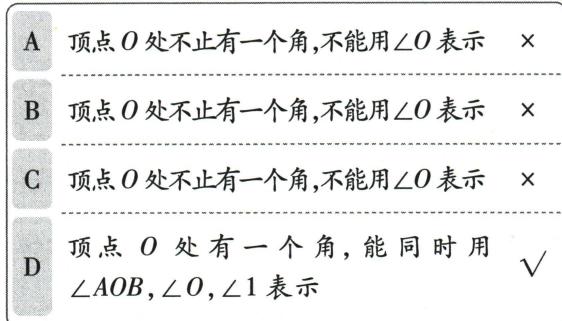 A 顶点 O 处不止有一个角,不能用∠O 表示 ×
B 顶点 O 处不止有一个角,不能用∠O 表示 ×
C 顶点 O 处不止有一个角,不能用∠O 表示 ×
D 顶点 O 处有一个角,能同时用
∠AOB,∠O,∠1 表示 √